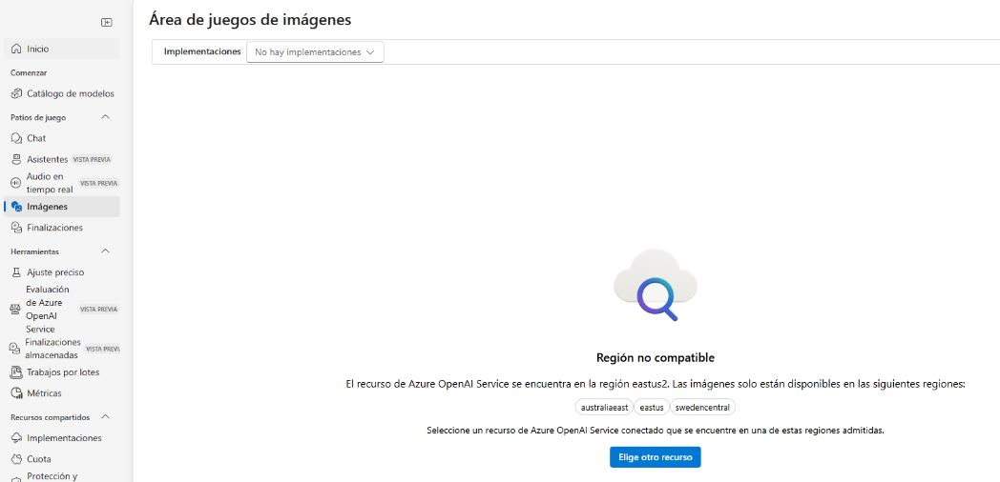 Área de juegos de imágenes
Implementaciones No hay implementaciones
Inicio
Comenzar
Catálogo de modelos
Patios de juego
Chat
Asistentes VISTA PREVIA
Audio en
tiempo real VISTA PREVIA
Imágenes
Finalizaciones
Herramientas
Ajuste preciso
Evaluación
de Azure
OpenAI
Service
VISTA PREVIA
Finalizaciones
almacenadas
VISTA PREVI
Trabajos por lotes
Métricas
Recursos compartidos
Implementaciones
Cuota
Protección y
Región no compatible
El recurso de Azure OpenAI Service se encuentra en la región eastus2. Las imágenes solo están disponibles en las siguientes regiones:
australiaeast eastus swedencentral
Seleccione un recurso de Azure OpenAI Service conectado que se encuentre en una de estas regiones admitidas.
Elige otro recurso